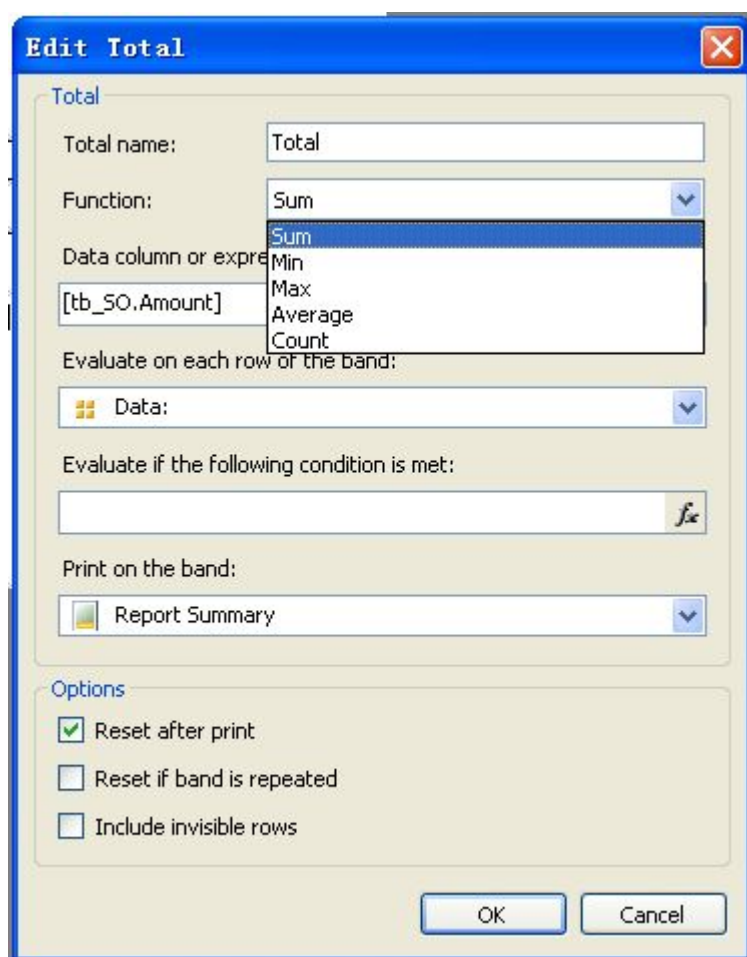 Edit Total
Total
Total name:
Total
Function:
Sum
Sum
Min
Max
Average
Count
Data column or expre
[tb_SO.Amount]
Evaluate on each row of the band:
Data:
Evaluate if the following condition is met:
fx
Print on the band:
Report Summary
Options
Reset after print
Reset if band is repeated
Include invisible rows
OK
Cancel